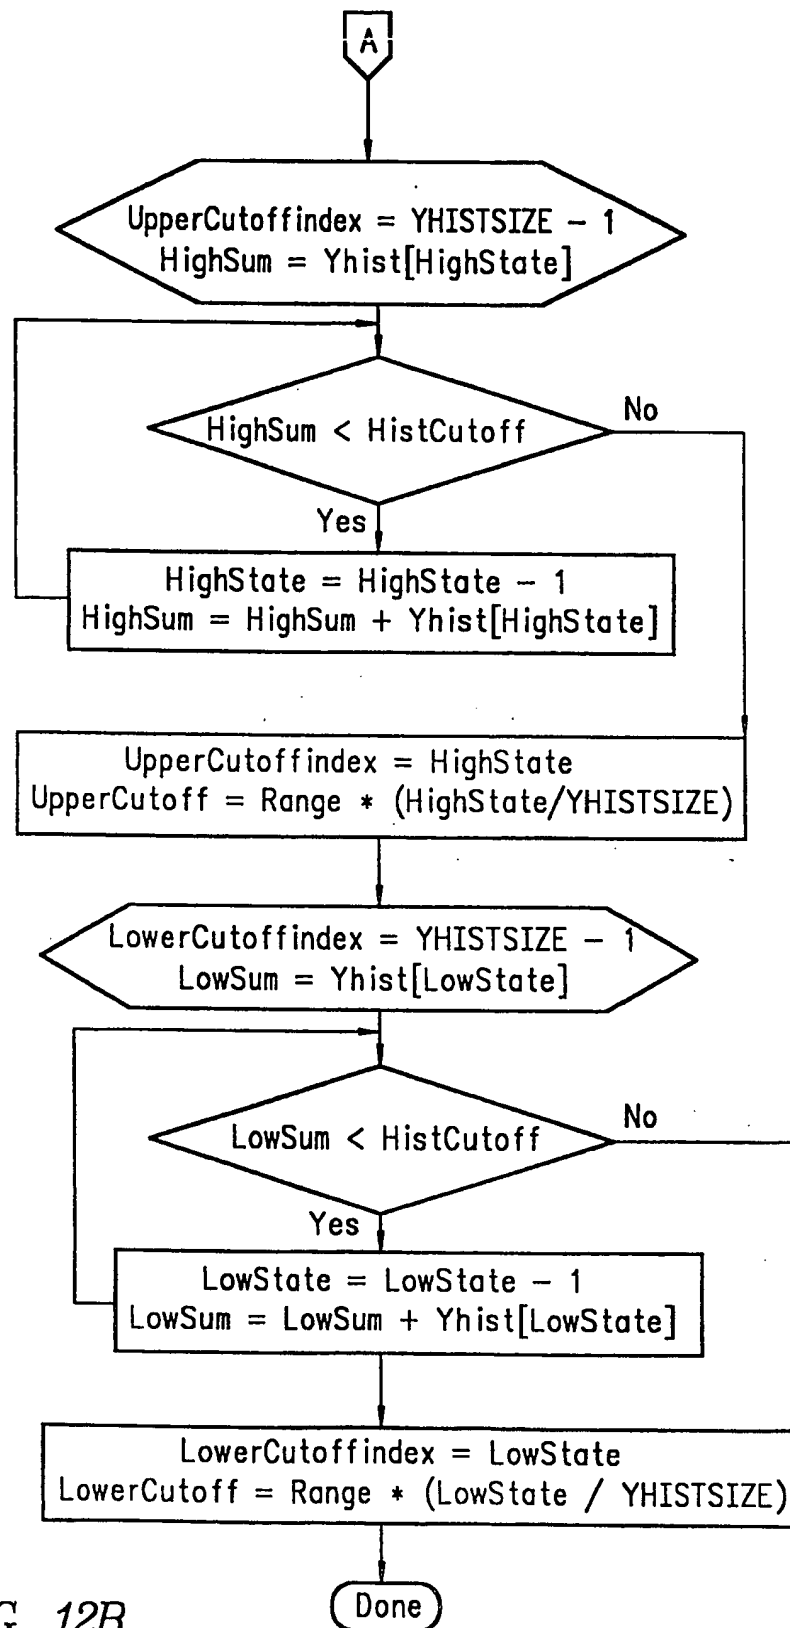 A
UpperCutoffindex = YHISTSIZE - 1
HighSum = Yhist[HighState]
HighSum < HistCutoff
No
Yes
HighState = HighState - 1
HighSum = HighSum + Yhist[HighState]
UpperCutoffindex = HighState
UpperCutoff = Range * (HighState/YHISTSIZE)
LowerCutoffindex = YHISTSIZE - 1
LowSum = Yhist[LowState]
LowSum < HistCutoff
No
Yes
LowState = LowState - 1
LowSum = LowSum + Yhist[LowState]
LowerCutoffindex = LowState
LowerCutoff = Range * (LowState / YHISTSIZE)
Done
G. 12B